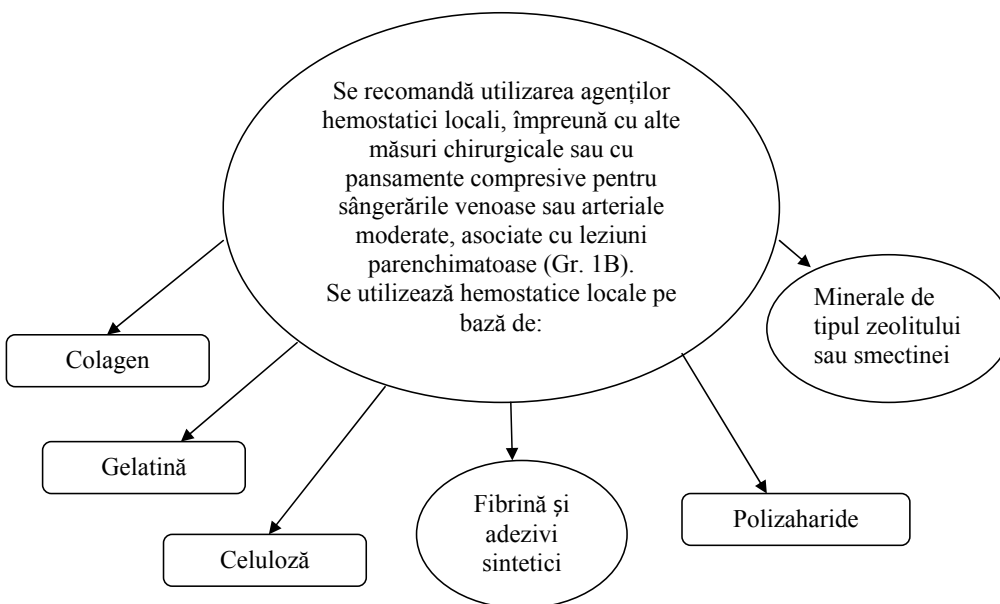 Se recomandă utilizarea agenților
hemostatici locali, împreună cu alte
măsuri chirurgicale sau cu
pansamente compresive pentru
sângerările venoase sau arteriale
moderate, asociate cu leziuni
parenchimatoase (Gr. 1B).
Se utilizează hemostatice locale pe
bază de:
Colagen
Gelatină
Celuloză
Fibrină și
adezivi
sintetici
Polizaharide
Minerale de
tipul zeolitului
sau smectinei